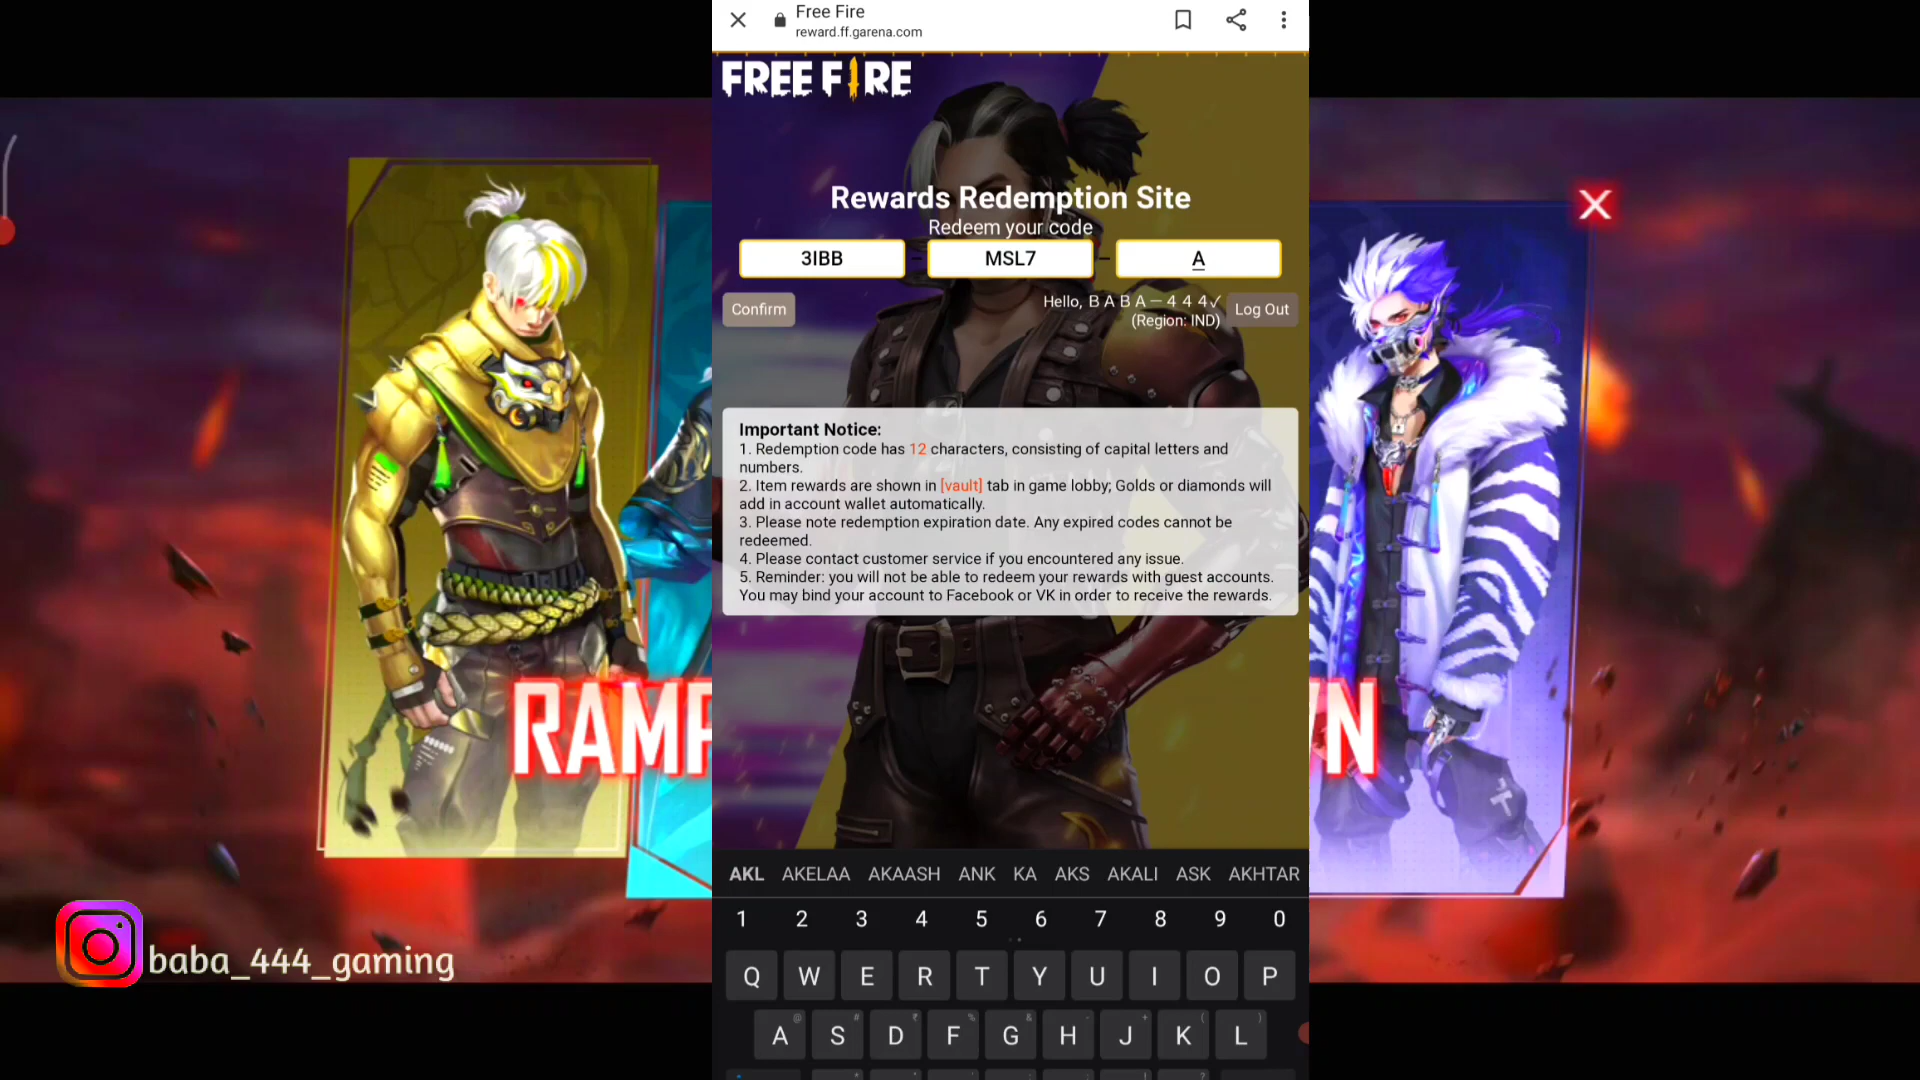 Free Fire
reward.ff.garena.com
FREE FIRE
Rewards Redemption Site
Redeem your code
3IBB - MSL7 - A
Confirm
Hello, B A B A – 4 4 4✓
(Region: IND)
Log Out
Important Notice:
1. Redemption code has 12 characters, consisting of capital letters and
numbers.
2. Item rewards are shown in [vault] tab in game lobby; Golds or diamonds will
add in account wallet automatically.
3. Please note redemption expiration date. Any expired codes cannot be
redeemed.
4. Please contact customer service if you encountered any issue.
5. Reminder: you will not be able to redeem your rewards with guest accounts.
You may bind your account to Facebook or VK in order to receive the rewards.
baba_444_gaming
AKL AKELAA AKAASH ANK KA AKS AKALI ASK AKHTAR
1 2 3 4 5 6 7 8 9 0
Q W E R T Y U I O P
@ # ₹ % & - + ( )
A S D F G H J K L